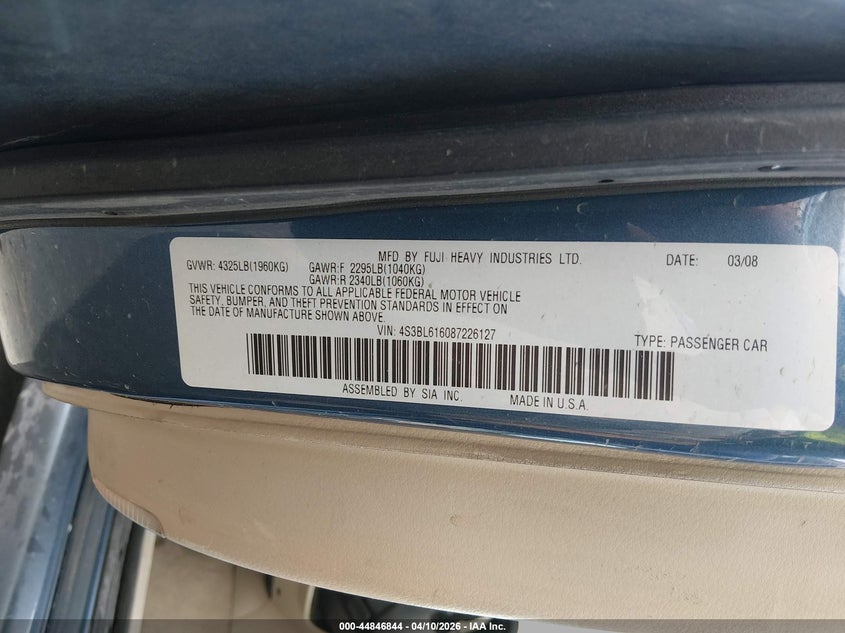 MFD BY FUJI HEAVY INDUSTRIES LTD. DATE: 03/08
GVWR: 4325LB(1960KG) GAWR:F 2295LB(1040KG)
GAWR:R 2340LB(1060KG)
THIS VEHICLE CONFORMS TO ALL APPLICABLE FEDERAL MOTOR VEHICLE
SAFETY, BUMPER, AND THEFT PREVENTION STANDARDS IN EFFECT ON
THE DATE OF MANUFACTURE SHOWN ABOVE.
VIN: 4S3BL616087226127 TYPE: PASSENGER CAR
ASSEMBLED BY SIA INC. MADE IN U.S.A.
000-44846844 | 04/10/2026 | IAA Inc.